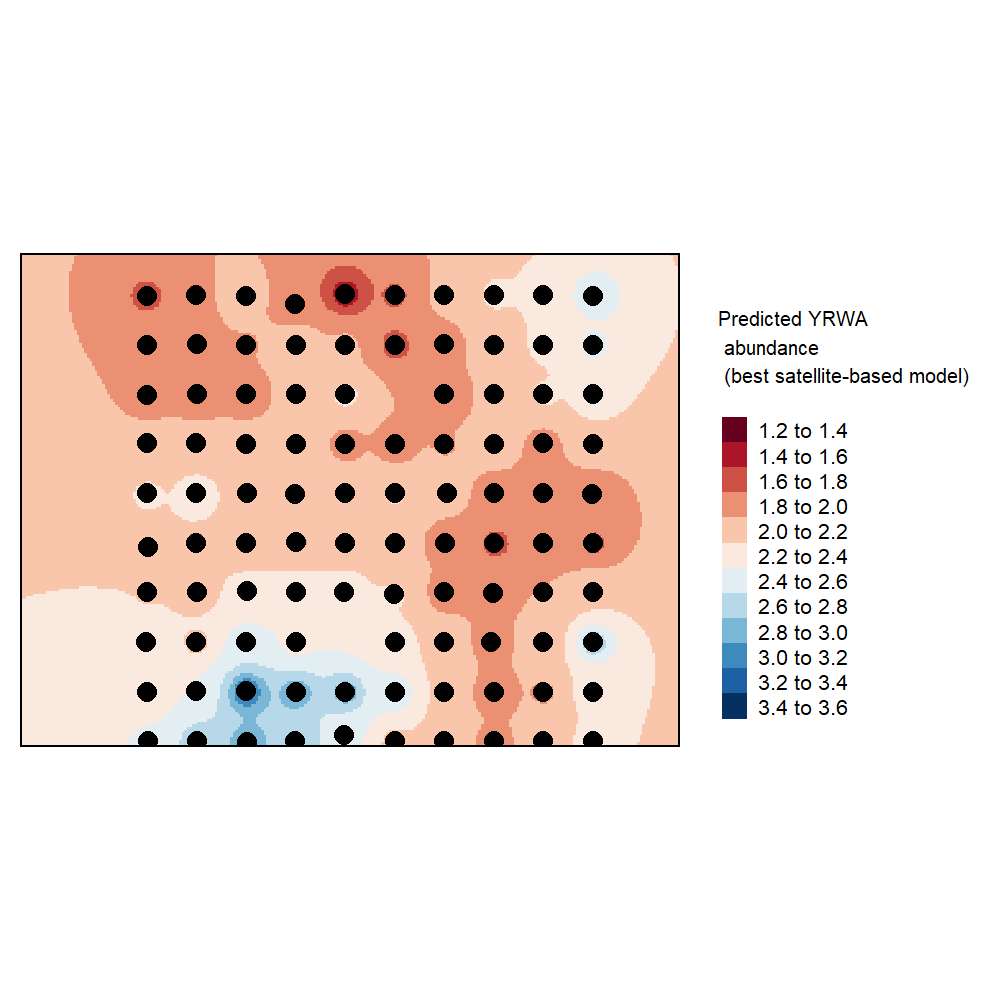 Predicted YRWA
abundance
(best satellite-based model)
1.2 to 1.4
1.4 to 1.6
1.6 to 1.8
1.8 to 2.0
2.0 to 2.2
2.2 to 2.4
2.4 to 2.6
2.6 to 2.8
2.8 to 3.0
3.0 to 3.2
3.2 to 3.4
3.4 to 3.6